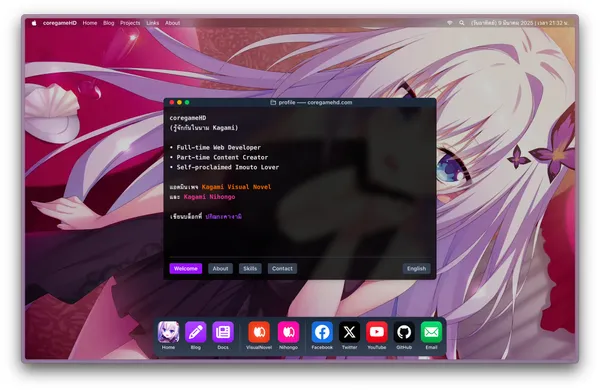 coregameHD Home Blog Projects Links About
(วันอาทิตย์) 9 มีนาคม 2025 | เวลา 21:32 น.
profile —— coregamehd.com
coregameHD
(รู้จักกันในนาม Kagami)
• Full-time Web Developer
• Part-time Content Creator
• Self-proclaimed Imouto Lover
แอดมินเพจ Kagami Visual Novel
และ Kagami Nihongo
เขียนบล็อกที่ ปริณกะคางามิ
Welcome About Skills Contact English
Home Blog Docs VisualNovel Nihongo Facebook Twitter YouTube GitHub Email